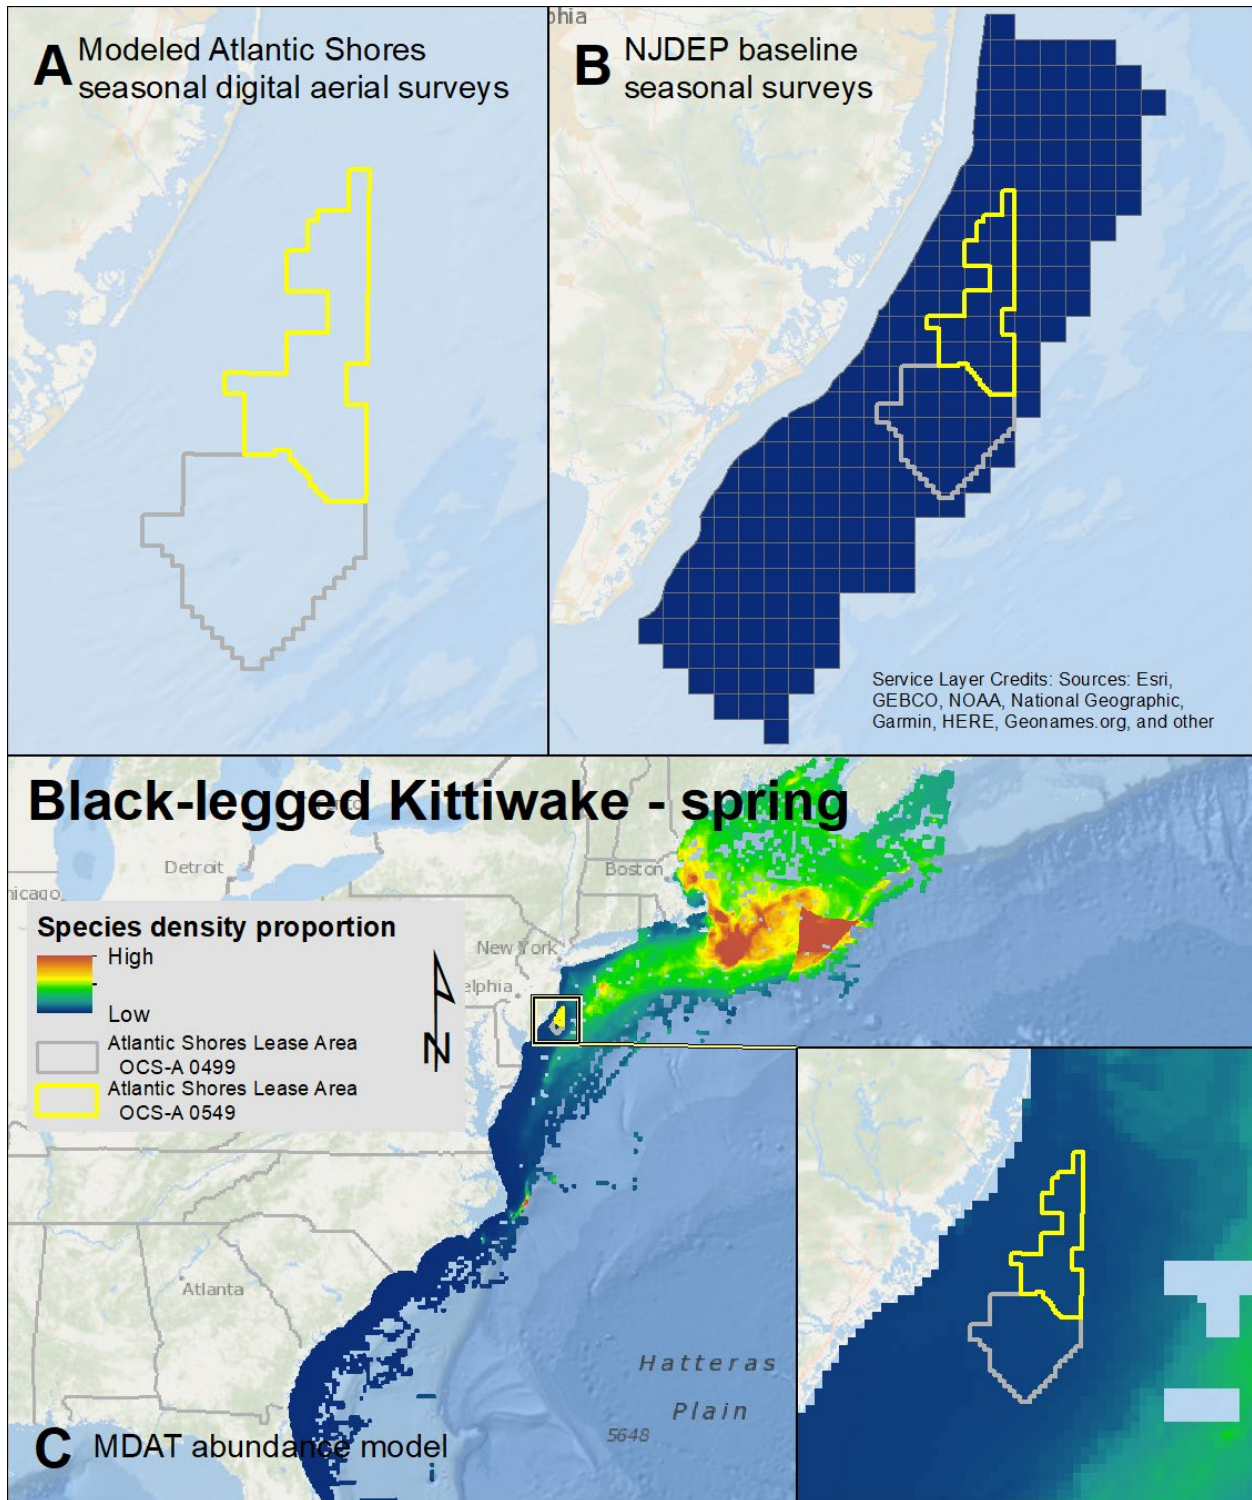 A Modeled Atlantic Shores
seasonal digital aerial surveys
phia
B NJDEP baseline
seasonal surveys
Service Layer Credits: Sources: Esri,
GEBCO, NOAA, National Geographic,
Garmin, HERE, Geonames.org, and other
Black-legged Kittiwake - spring
Detroit
Boston
hicago
Species density proportion
High
Low
Atlantic Shores Lease Area
OCS-A 0499
Atlantic Shores Lease Area
OCS-A 0549
N
New York
elphia
Atlanta
Hatteras
Plain
5648
C MDAT abundance model